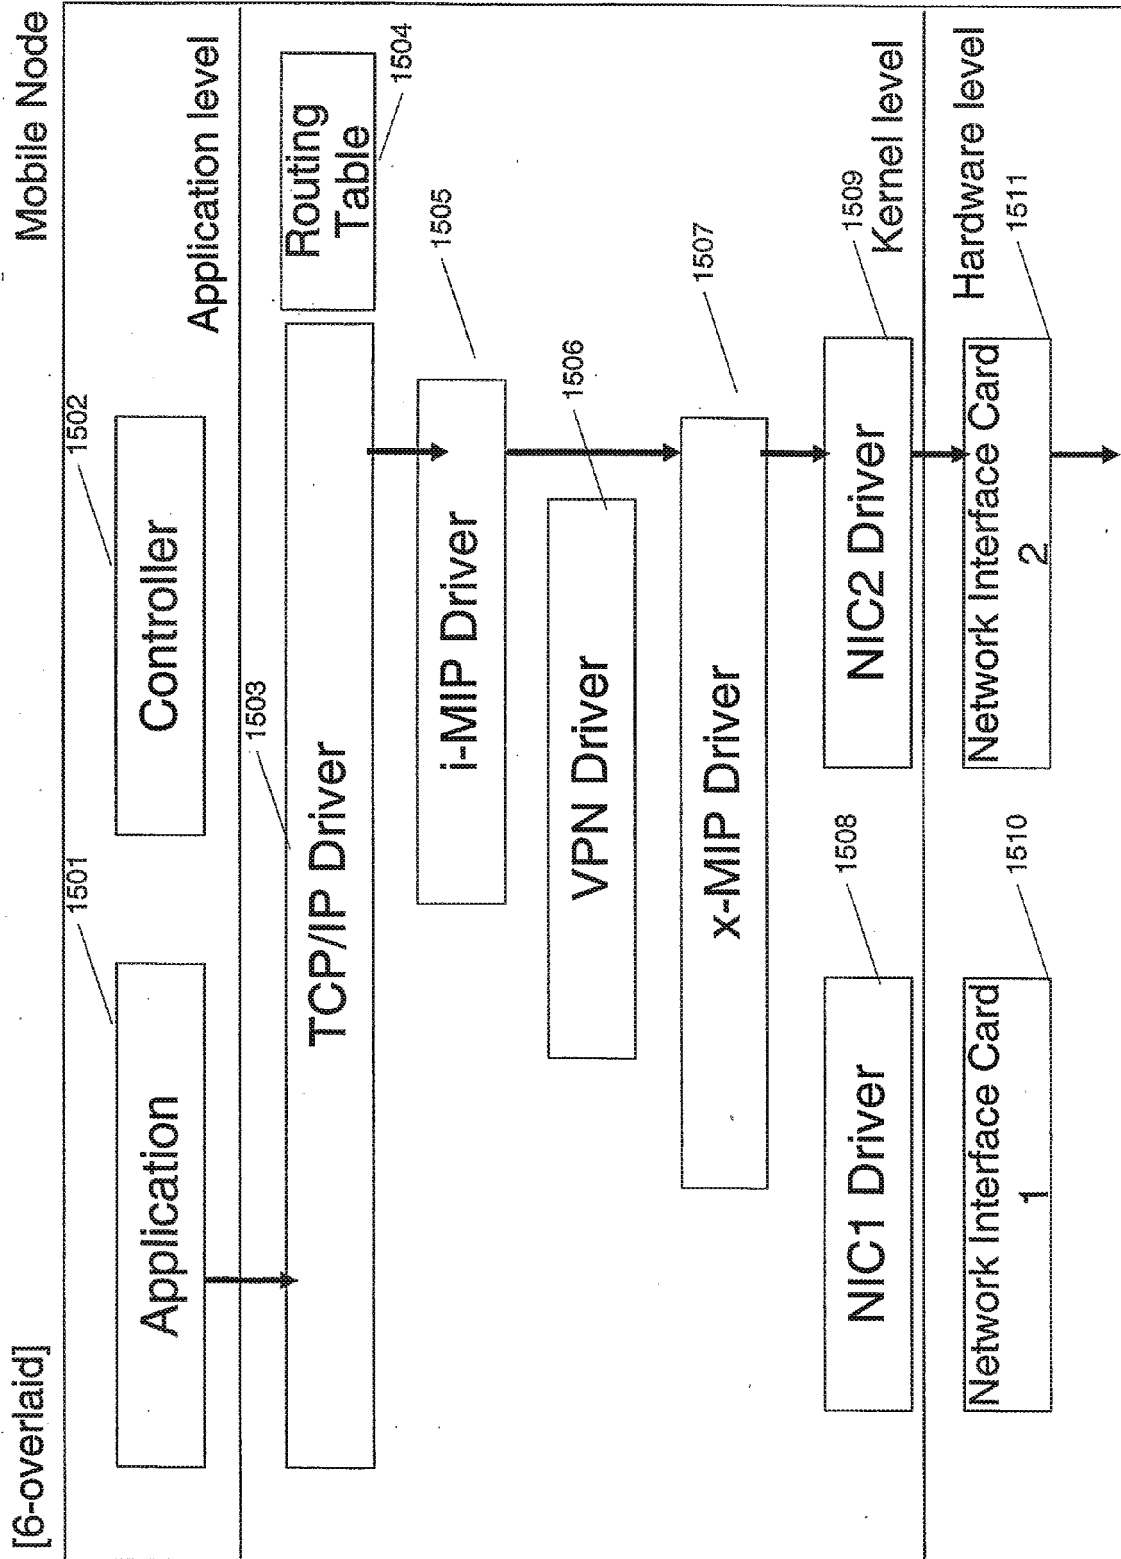 [6-overlaid]
Mobile Node
1501
1502
Application
Controller
Application level
1503
TCP/IP Driver
Routing
Table
1504
i-MIP Driver
1505
VPN Driver
1506
x-MIP Driver
1507
NIC1 Driver
1508
NIC2 Driver
1509
Kernel level
Hardware level
Network Interface Card
1
1510
Network Interface Card
2
1511